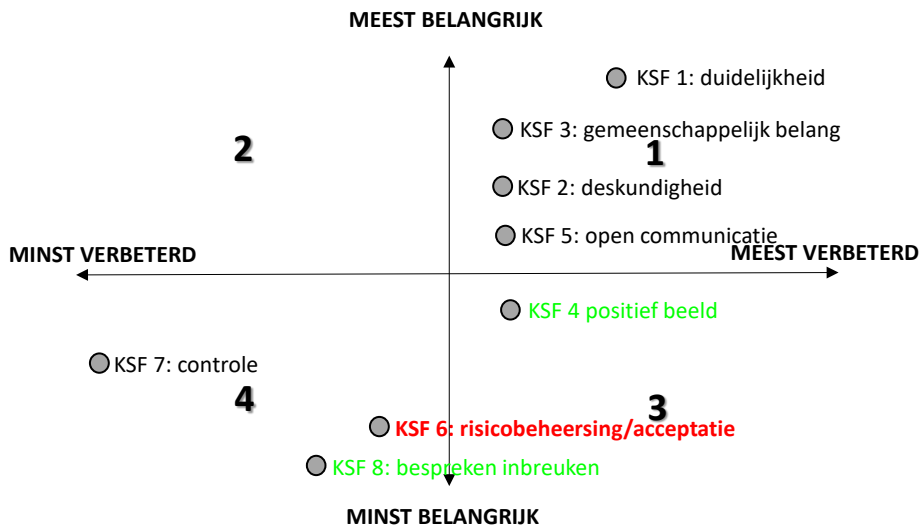 MEEST BELANGRIJK
KSF 1: duidelijkheid
KSF 3: gemeenschappelijk belang
2
1
KSF 2: deskundigheid
KSF 5: open communicatie
MINST VERBETERD
MEEST VERBETERD
KSF 4 positief beeld
KSF 7: controle
4
3
KSF 6: risicobeheersing/acceptatie
KSF 8: bespreken inbreuken
MINST BELANGRIJK